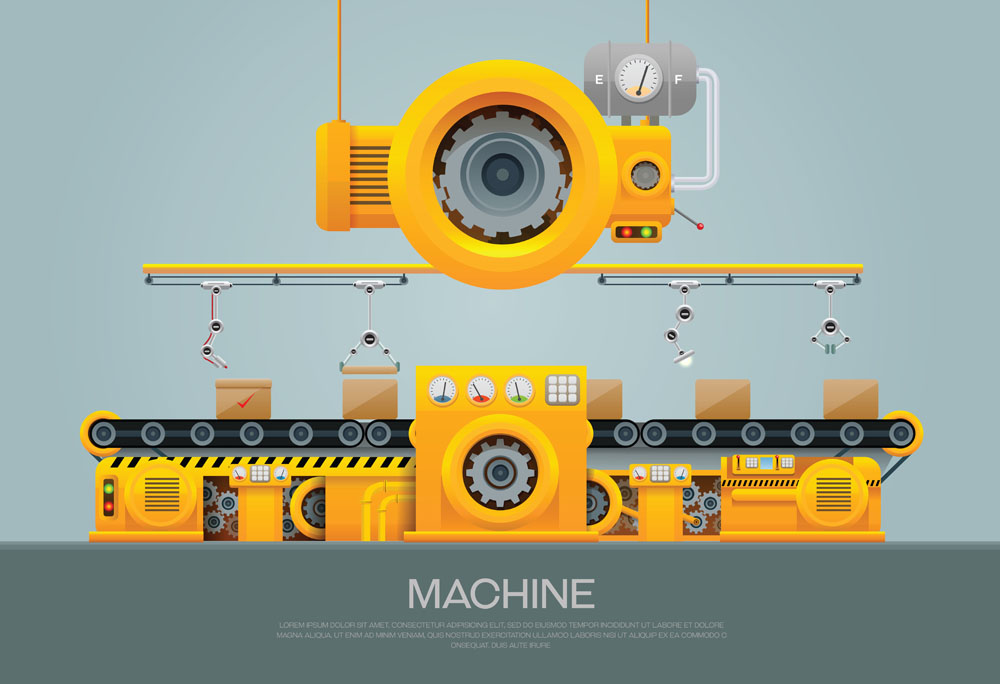 E F
MACHINE
LOREM IPSUM DOLOR SIT AMET, CONSECTETUR ADIPISCING ELIT, SED DO EIUSMOD TEMPOR INCIDIDUNT UT LABORE ET DOLORE
MAGNA ALIQUA. UT ENIM AD MINIM VENIAM, QUIS NOSTRUD EXERCITATION ULLAMCO LABORIS NISI UT ALIQUIP EX EA COMMODO C
ONSEQUAT. DUIS AUTE IRURE